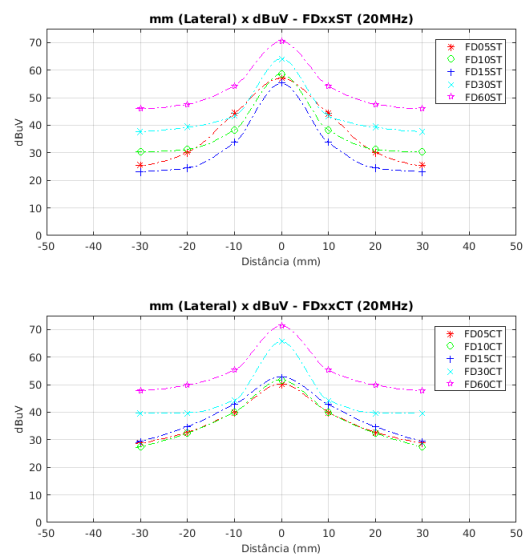 mm (Lateral) x dBuV - FDxxST (20MHz)
70
60
50
40
30
20
10
0
dBuV
FD05ST
FD10ST
FD15ST
FD30ST
FD60ST
-50 -40 -30 -20 -10 0 10 20 30 40 50
Distância (mm)
mm (Lateral) x dBuV - FDxxCT (20MHz)
70
60
50
40
30
20
10
0
dBuV
FD05CT
FD10CT
FD15CT
FD30CT
FD60CT
-50 -40 -30 -20 -10 0 10 20 30 40 50
Distância (mm)